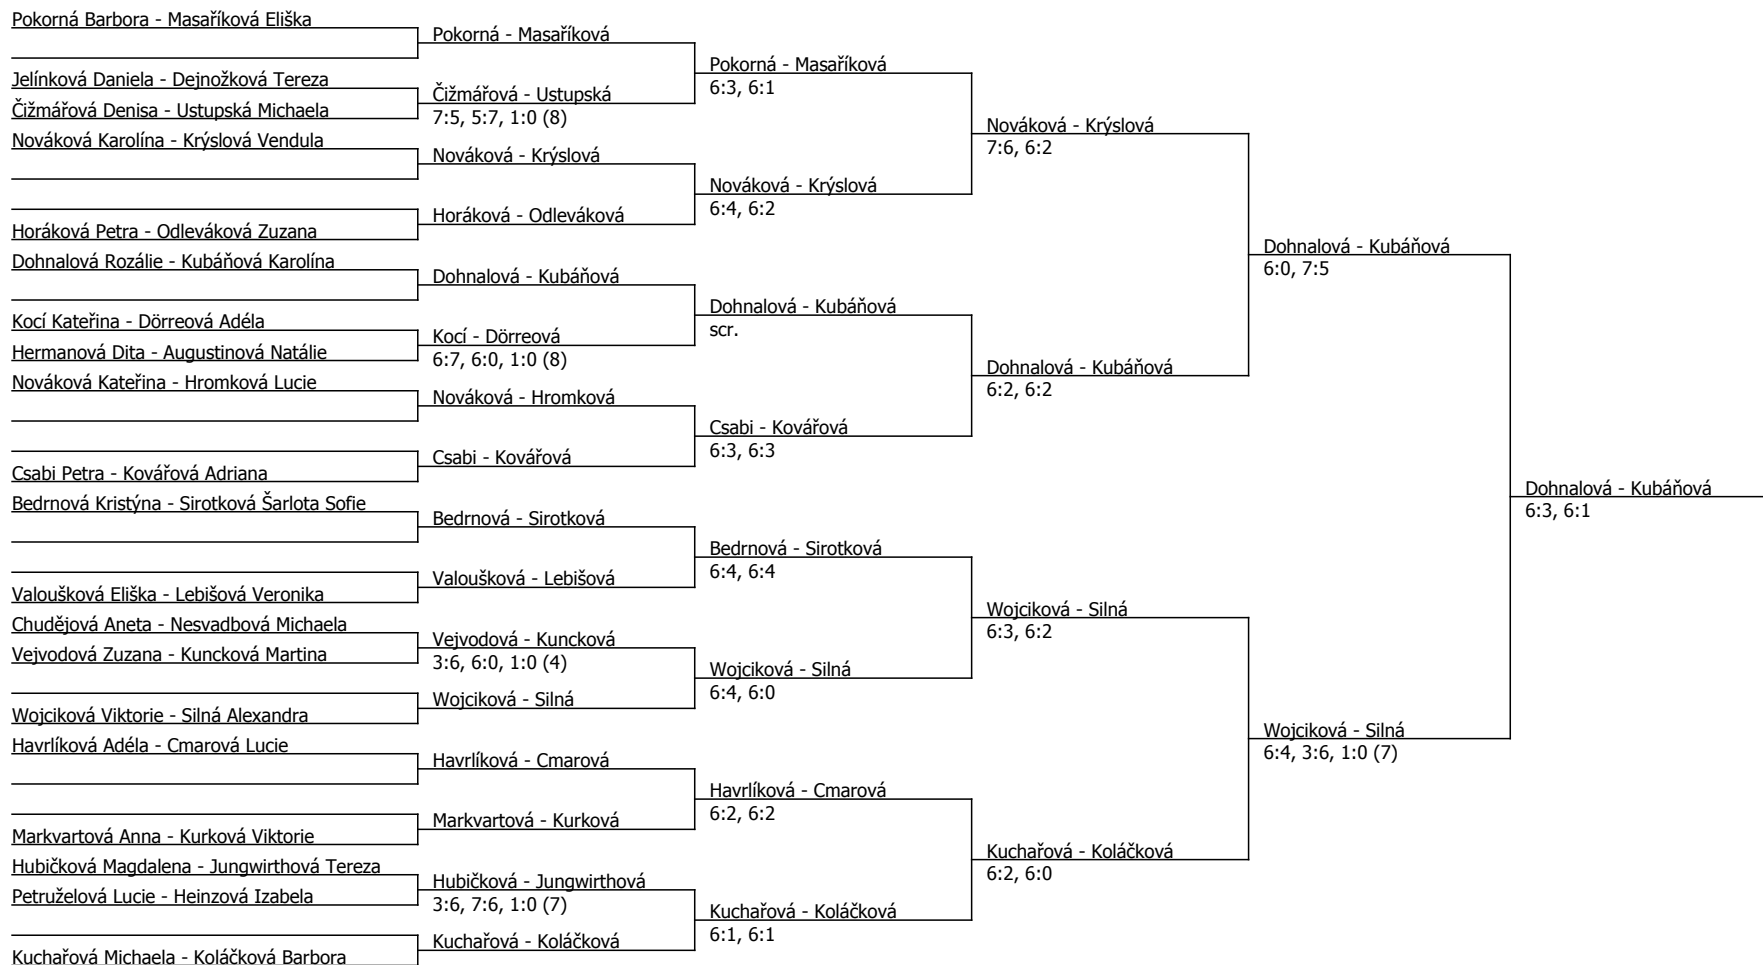 Pokorná Barbora - Masaříková Eliška
Jelínková Daniela - Dejnožková Tereza
Čižmářová Denisa - Ustupská Michaela
Nováková Karolína - Krýslová Vendula
Horáková Petra - Odleváková Zuzana
Dohnalová Rozálie - Kubáňová Karolína
Kocí Kateřina - Dörreová Adéla
Hermanová Dita - Augustinová Natálie
Nováková Kateřina - Hromková Lucie
Csabi Petra - Kovářová Adriana
Bedrnová Kristýna - Sirotková Šarlota Sofie
Valoušková Eliška - Lebišová Veronika
Chudějová Aneta - Nesvadbová Michaela
Vejvodová Zuzana - Kuncková Martina
Wojciková Viktorie - Silná Alexandra
Havrlíková Adéla - Cmarová Lucie
Markvartová Anna - Kurková Viktorie
Hubičková Magdalena - Jungwirthová Tereza
Petruželová Lucie - Heinzová Izabela
Kuchařová Michaela - Koláčková Barbora
Pokorná - Masaříková
Čižmářová - Ustupská
7:5, 5:7, 1:0 (8)
Nováková - Krýslová
Horáková - Odleváková
Dohnalová - Kubáňová
Kocí - Dörreová
6:7, 6:0, 1:0 (8)
Nováková - Hromková
Csabi - Kovářová
Bedrnová - Sirotková
Valoušková - Lebišová
Vejvodová - Kuncková
3:6, 6:0, 1:0 (4)
Wojciková - Silná
Havrlíková - Cmarová
Markvartová - Kurková
Hubičková - Jungwirthová
3:6, 7:6, 1:0 (7)
Kuchařová - Koláčková
Pokorná - Masaříková
6:3, 6:1
Nováková - Krýslová
6:4, 6:2
Dohnalová - Kubáňová
scr.
Csabi - Kovářová
6:3, 6:3
Bedrnová - Sirotková
6:4, 6:4
Wojciková - Silná
6:4, 6:0
Havrlíková - Cmarová
6:2, 6:2
Kuchařová - Koláčková
6:1, 6:1
Nováková - Krýslová
7:6, 6:2
Dohnalová - Kubáňová
6:2, 6:2
Wojciková - Silná
6:3, 6:2
Kuchařová - Koláčková
6:2, 6:0
Dohnalová - Kubáňová
6:0, 7:5
Wojciková - Silná
6:4, 3:6, 1:0 (7)
Dohnalová - Kubáňová
6:3, 6:1